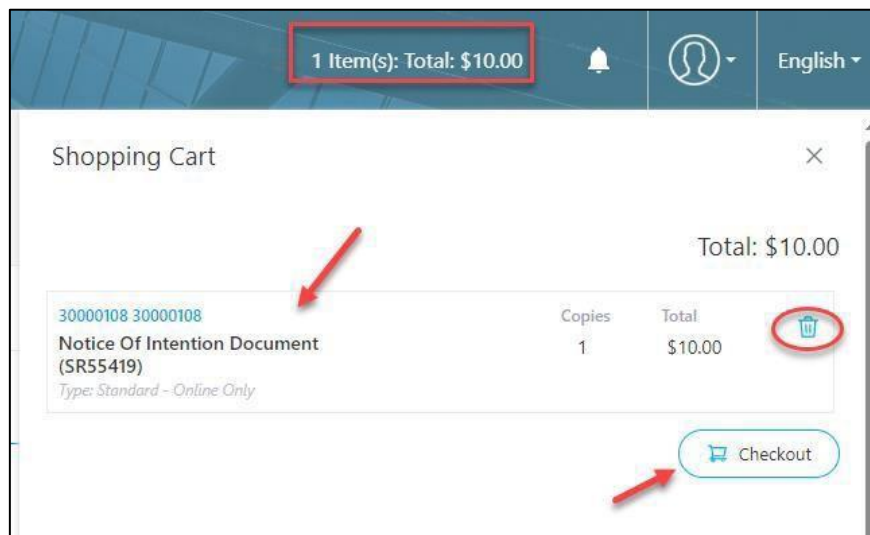 1 Item(s): Total: $10.00
English
Shopping Cart
Total: $10.00
30000108 30000108
Copies
Total
Notice Of Intention Document
1
$10.00
(SR55419)
Type: Standard - Online Only
Checkout